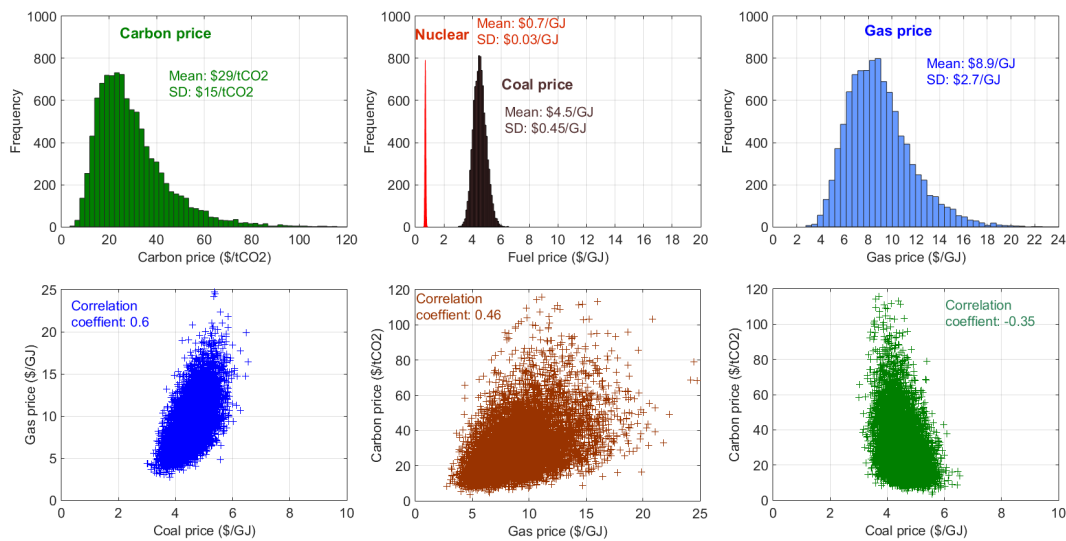 1000
800
600
400
200
0
Frequency
Carbon price
Mean: $29/tCO2
SD: $15/tCO2
0 20 40 60 80 100 120
Carbon price ($/tCO2)
1000
800
600
400
200
0
Frequency
Nuclear
Mean: $0.7/GJ
SD: $0.03/GJ
Coal price
Mean: $4.5/GJ
SD: $0.45/GJ
0 2 4 6 8 10 12 14 16 18 20
Fuel price ($/GJ)
1000
800
600
400
200
0
Frequency
Gas price
Mean: $8.9/GJ
SD: $2.7/GJ
0 2 4 6 8 10 12 14 16 18 20 22 24
Gas price ($/GJ)
25
20
15
10
5
0
Gas price ($/GJ)
Correlation
coeffient: 0.6
0 2 4 6 8 10
Coal price ($/GJ)
120
100
80
60
40
20
0
Carbon price ($/tCO2)
Correlation
coeffient: 0.46
0 5 10 15 20 25
Gas price ($/GJ)
120
100
80
60
40
20
0
Carbon price ($/tCO2)
Correlation
coeffient: -0.35
0 2 4 6 8 10
Coal price ($/GJ)